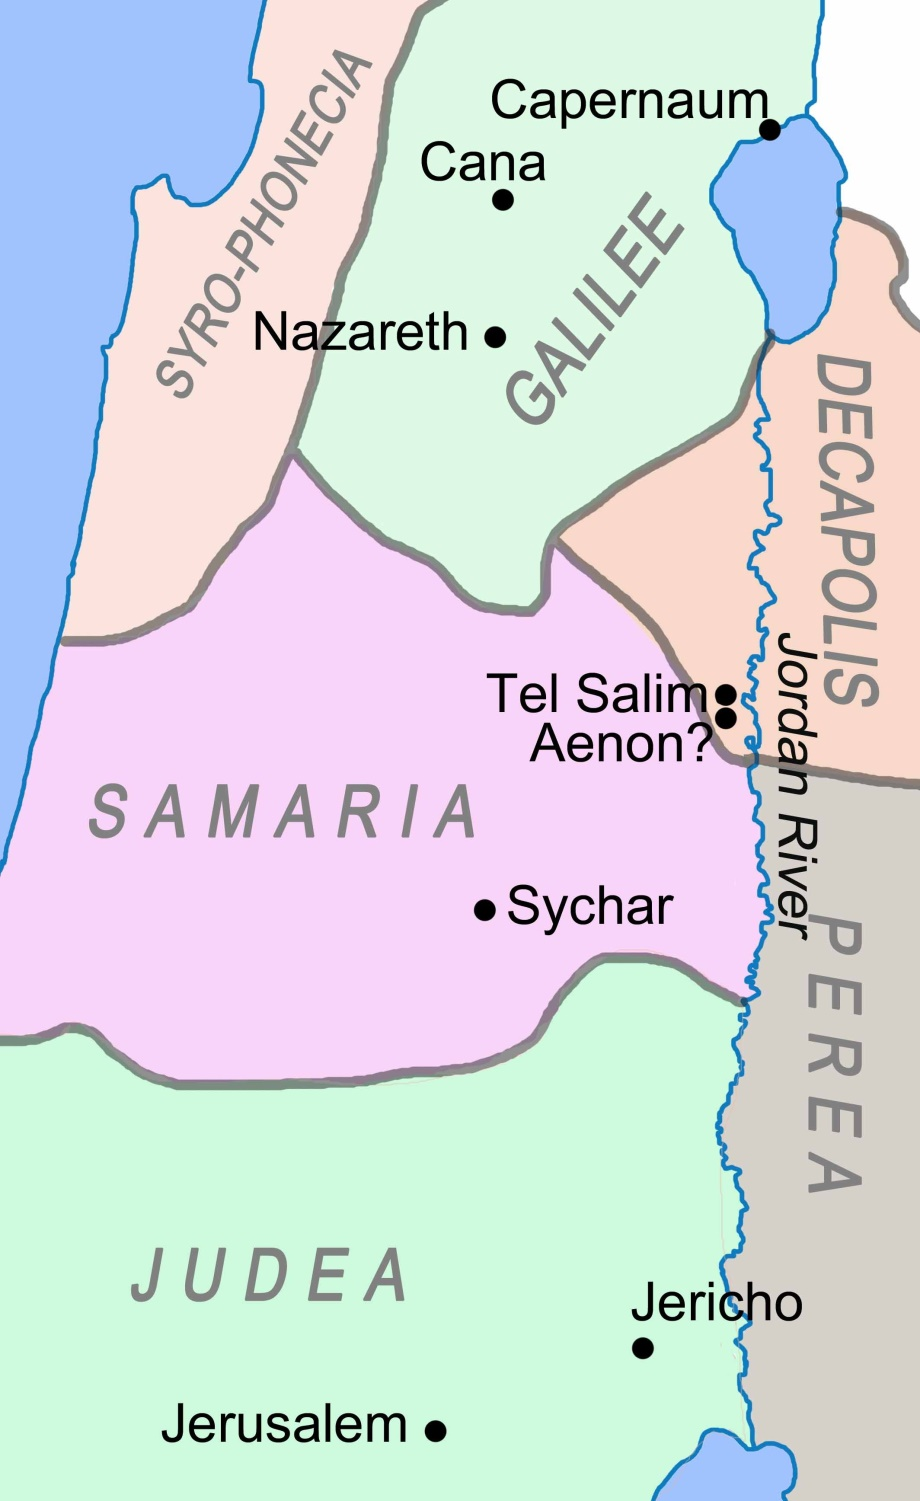 Capernaum
Cana
SYRO-PHONECIA
GALILEE
Nazareth
DECAPOLIS
Jordan River
Tel Salim
Aenon?
SAMARIA
Sychar
PEREA
JUDEA
Jericho
Jerusalem